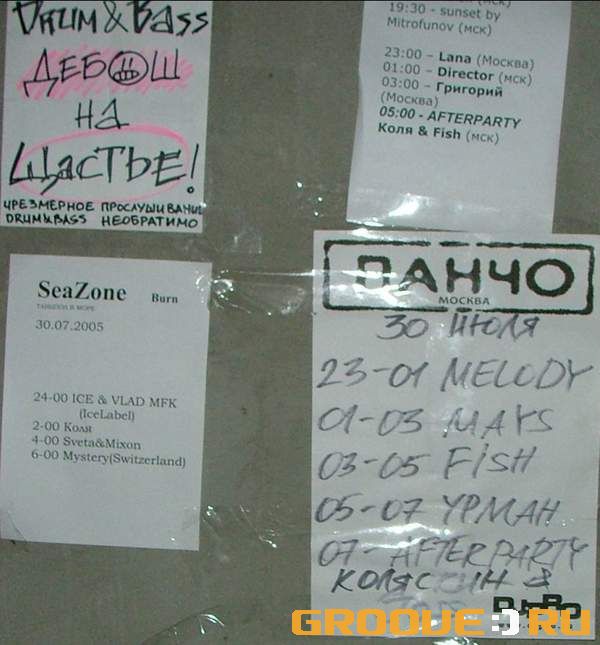 DRUM & BASS
ДЕБОШ
НА
ЩАСТЬЕ!
ЧРЕЗМЕРНОЕ ПРОСЛУШИВАНИЕ
DRUM&BASS НЕОБРАТИМО
19:30 - sunset by
Mitrofunov (мск)
23:00 – Lana (Москва)
01:00 – Director (мск)
03:00 – Григорий
(Москва)
05:00 - AFTERPARTY
Коля & Fish (мск)
SeaZone Burn
30.07.2005
24-00 ICE & VLAD MFK
(IceLabel)
2-00 Коля
4-00 Sveta&Mixon
6-00 Mystery(Switzerland)
ПАНЧО
МОСКВА
30 ИЮЛЯ
23-01 MELODY
01-03 MAYS
03-05 FISH
05-07 УРМАН
07- AFTERPARTY
КОЛЯССИН &
GROOVE:RU